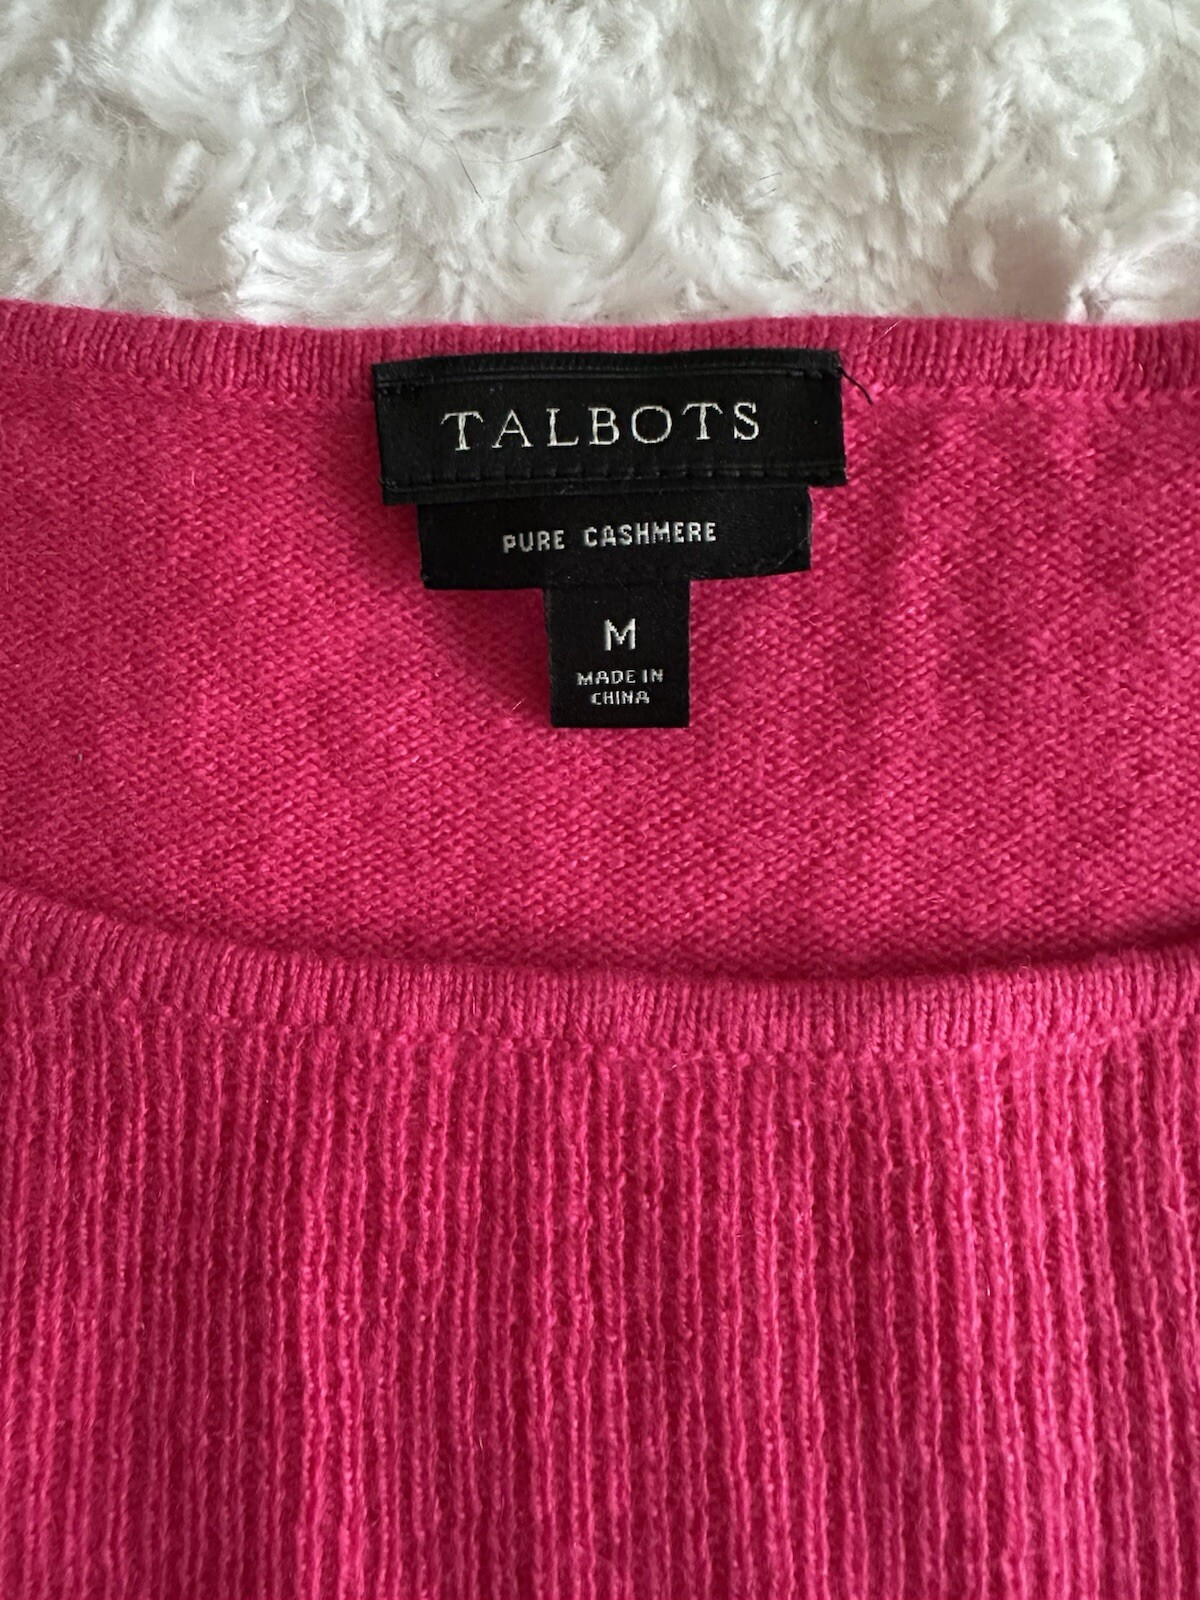 TALBOTS
PURE CASHMERE
M
MADE IN
CHINA